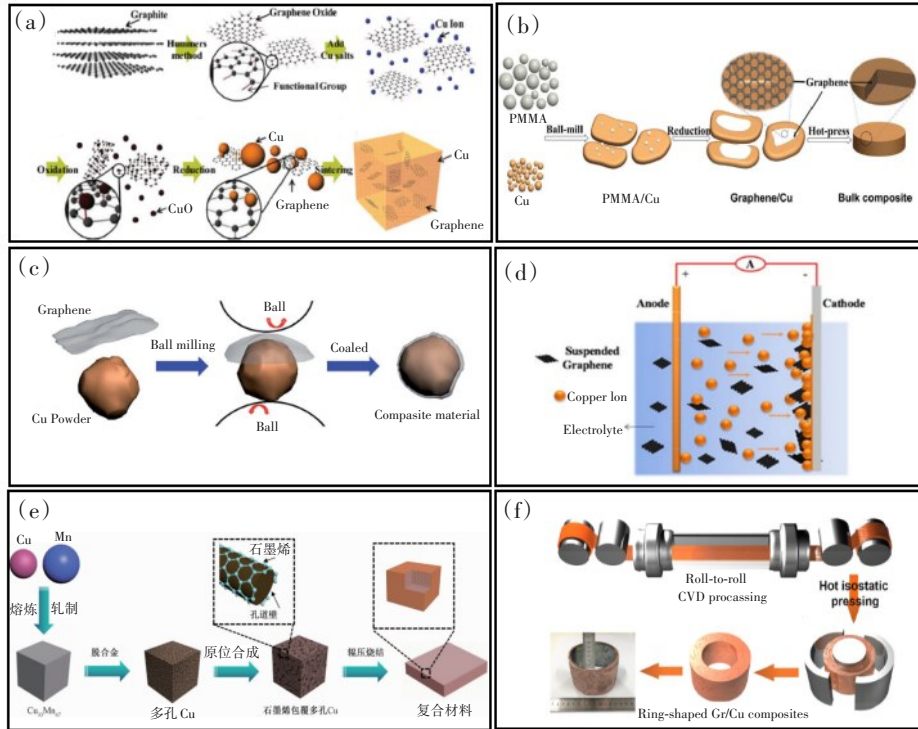 (a)
Graphite
Hummers
method
Graphene Oxide
Functional Group
Add
Cu salts
Cu Ion
Oxidation
CuO
Reduction
Cu
Graphene
Sintering
Cu
Graphene
(b)
PMMA
Cu
Ball-mill
PMMA/Cu
Reduction
Graphene/Cu
Graphene
Hot-press
Bulk composite
(c)
Graphene
Cu Powder
Ball milling
Ball
Ball
Coaled
Compasite material
(d)
A
+
-
Anode
Cathode
Suspended
Graphene
Copper Ion
Electrolyte
(e)
Cu
Mn
熔炼
轧制
脱合金
多孔 Cu
原位合成
石墨烯
孔道壁
石墨烯包覆多孔Cu
辊压烧结
复合材料
(f)
Roll-to-roll
CVD procassing
Hot isostatic
pressing
Ring-shaped Gr/Cu composites